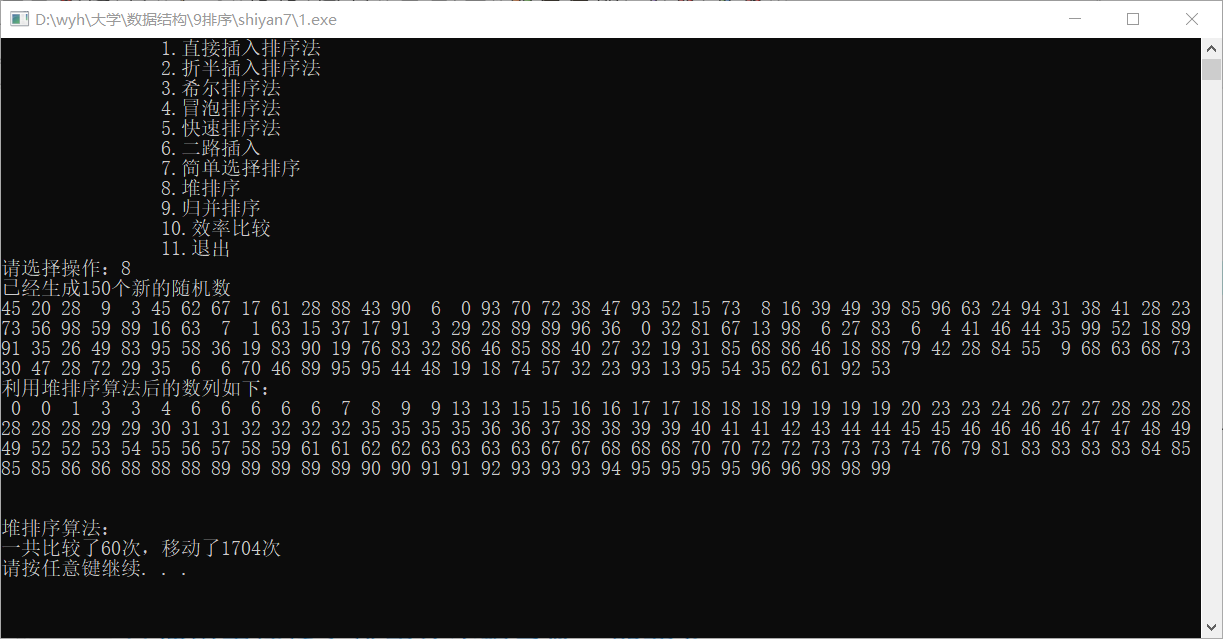 D:\wyh\大学\数据结构\9排序\shiyan7\1.exe
1.直接插入排序法
2.折半插入排序法
3.希尔排序法
4.冒泡排序法
5.快速排序法
6.二路插入
7.简单选择排序
8.堆排序
9.归并排序
10.效率比较
11.退出
请选择操作：8
已经生成150个新的随机数
45 20 28  9  3 45 62 67 17 61 28 88 43 90  6  0 93 70 72 38 47 93 52 15 73  8 16 39 49 39 85 96 63 24 94 31 38 41 28 23
73 56 98 59 89 16 63  7  1 63 15 37 17 91  3 29 28 89 89 96 36  0 32 81 67 13 98  6 27 83  6  4 41 46 44 35 99 52 18 89
91 35 26 49 83 95 58 36 19 83 90 19 76 83 32 86 46 85 88 40 27 32 19 31 85 68 86 46 18 88 79 42 28 84 55  9 68 63 68 73
30 47 28 72 29 35  6  6 70 46 89 95 95 44 48 19 18 74 57 32 23 93 13 95 54 35 62 61 92 53
利用堆排序算法后的数列如下：
 0  0  1  3  3  4  6  6  6  6  6  7  8  9  9 13 13 15 15 16 16 17 17 18 18 18 19 19 19 19 20 23 23 24 26 27 27 28 28 28
28 28 28 29 29 30 31 31 32 32 32 32 35 35 35 35 36 36 37 38 38 39 39 40 41 41 42 43 44 44 45 45 46 46 46 46 47 47 48 49
49 52 52 53 54 55 56 57 58 59 61 61 62 62 63 63 63 63 67 67 68 68 68 70 70 72 72 73 73 73 74 76 79 81 83 83 83 83 84 85
85 85 86 86 88 88 88 89 89 89 89 89 90 90 91 91 92 93 93 93 94 95 95 95 95 96 96 98 98 99
堆排序算法：
一共比较了60次，移动了1704次
请按任意键继续. . .